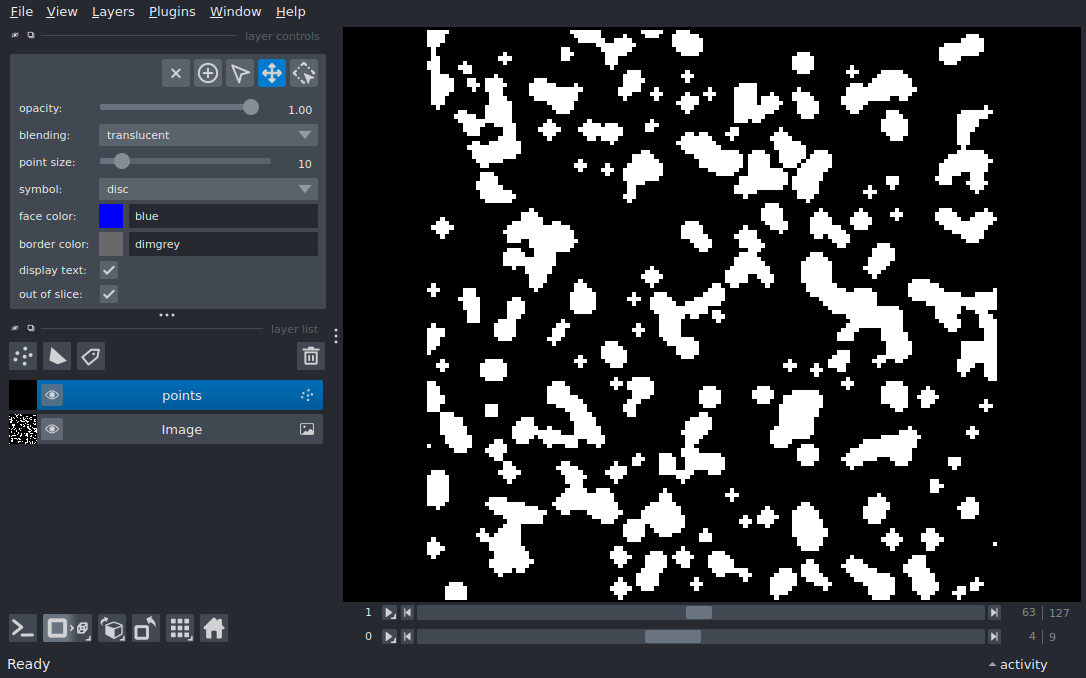 File View Layers Plugins Window Help
layer controls
opacity: 1.00
blending: translucent
point size: 10
symbol: disc
face color: blue
border color: dimgrey
display text:
out of slice:
layer list
points
Image
1 63 127
0 4 9
Ready activity